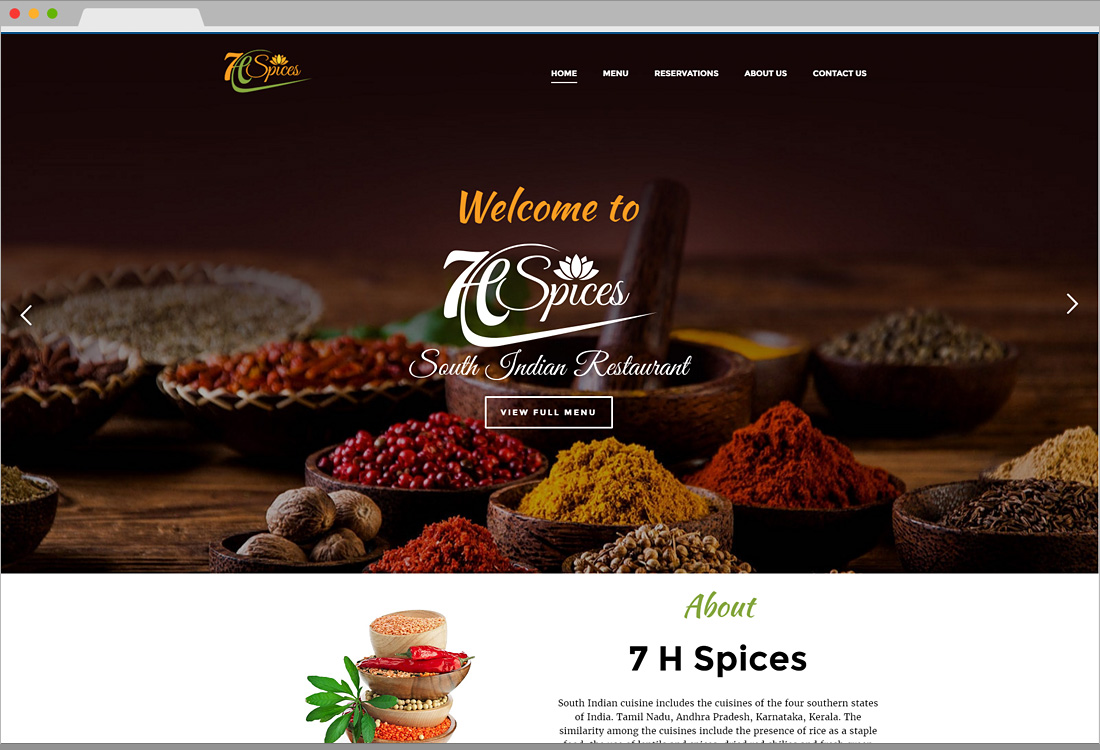 7H Spices
HOME MENU RESERVATIONS ABOUT US CONTACT US
Welcome to
7H Spices
South Indian Restaurant
VIEW FULL MENU
About
7 H Spices
South Indian cuisine includes the cuisines of the four southern states
of India. Tamil Nadu, Andhra Pradesh, Karnataka, Kerala. The
similarity among the cuisines include the presence of rice as a staple